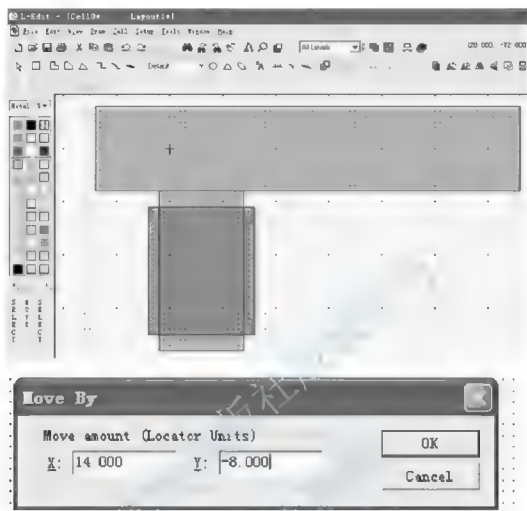 L-Edit - [Cell0* Layout1*]
File Edit View Draw Cell Setup Tools Window Help
All Levels
Default
Metal 1
Move By
Move amount (Locator Units)
X: 14 000 Y: -8.000
OK
Cancel